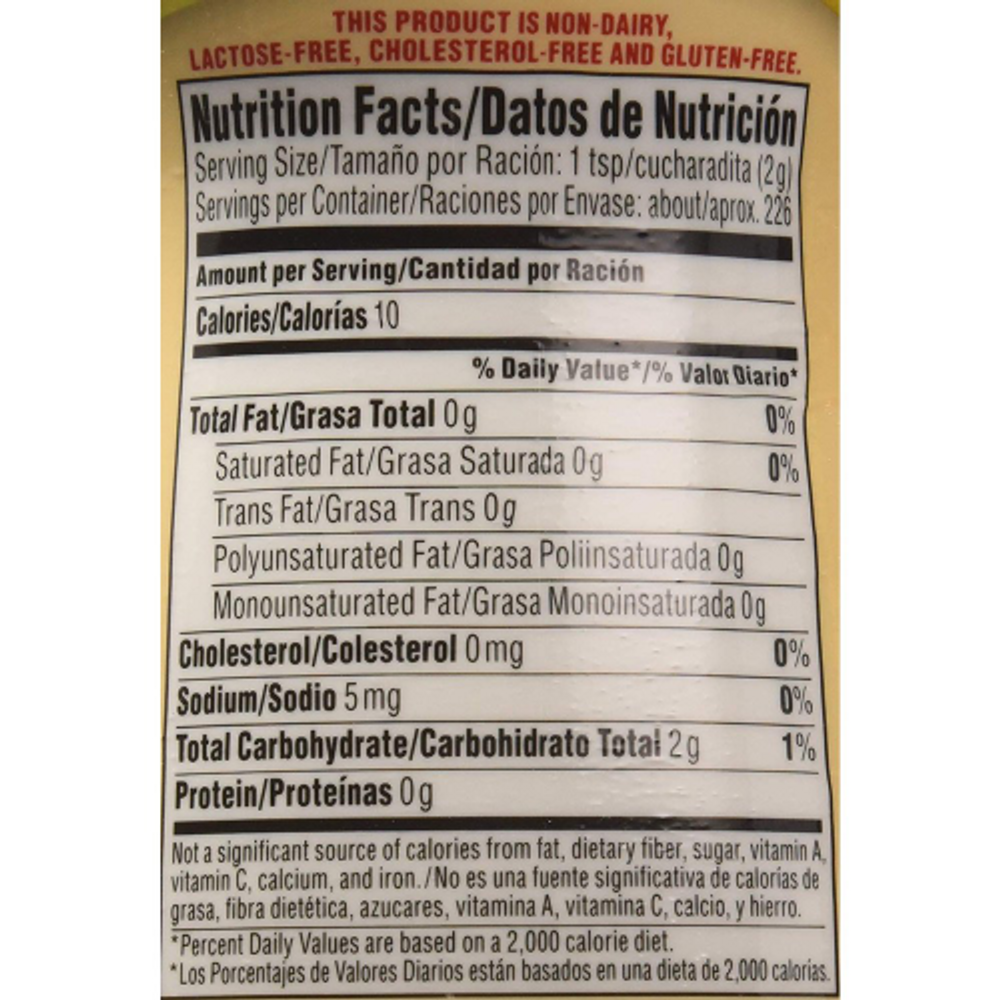 THIS PRODUCT IS NON-DAIRY,
LACTOSE-FREE, CHOLESTEROL-FREE AND GLUTEN-FREE.
Nutrition Facts/Datos de Nutrición
Serving Size/Tamaño por Ración: 1 tsp/cucharadita (2g)
Servings per Container/Raciones por Envase: about/aprox. 226
Amount per Serving/Cantidad por Ración
Calories/Calorías 10
% Daily Value*/% Valor Diario*
Total Fat/Grasa Total 0g 0%
Saturated Fat/Grasa Saturada 0g 0%
Trans Fat/Grasa Trans 0g
Polyunsaturated Fat/Grasa Poliinsaturada 0g
Monounsaturated Fat/Grasa Monoinsaturada 0g
Cholesterol/Colesterol 0mg 0%
Sodium/Sodio 5mg 0%
Total Carbohydrate/Carbohidrato Total 2g 1%
Protein/Proteínas 0g
Not a significant source of calories from fat, dietary fiber, sugar, vitamin A,
vitamin C, calcium, and iron./No es una fuente significativa de calorías de
grasa, fibra dietética, azucares, vitamina A, vitamina C, calcio, y hierro.
*Percent Daily Values are based on a 2,000 calorie diet.
*Los Porcentajes de Valores Diarios están basados en una dieta de 2,000 calorias.